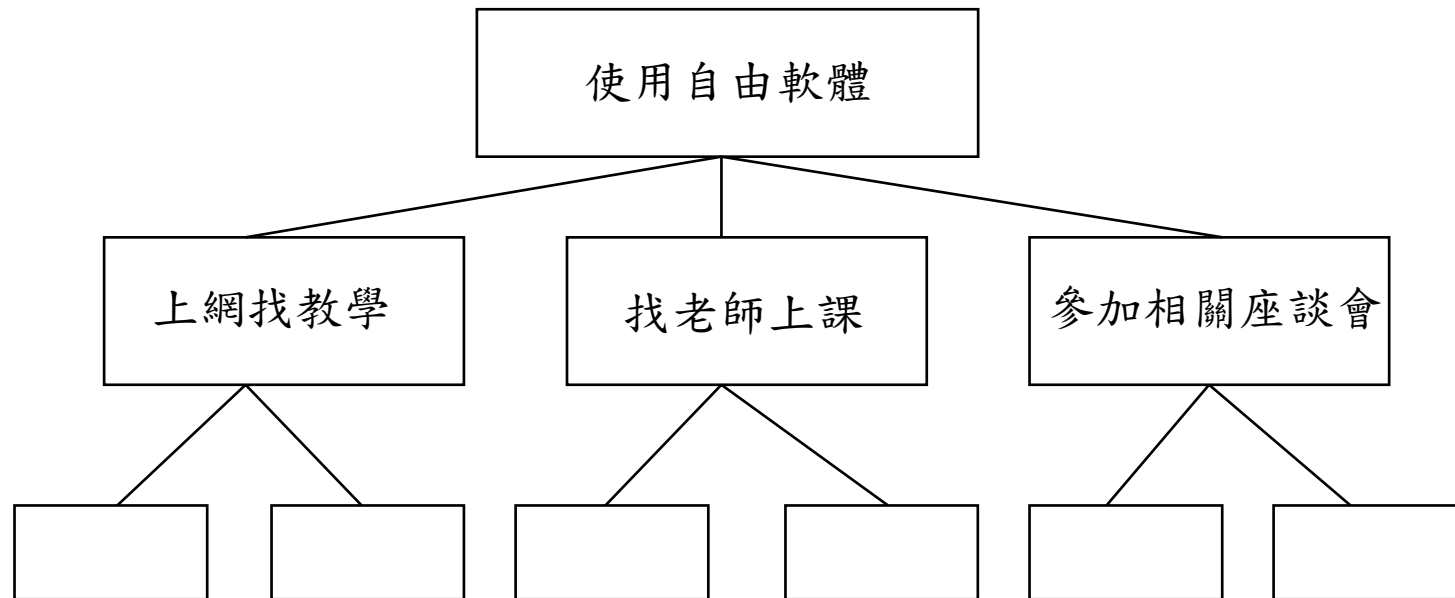 使用自由軟體
上網找教學
找老師上課
參加相關座談會